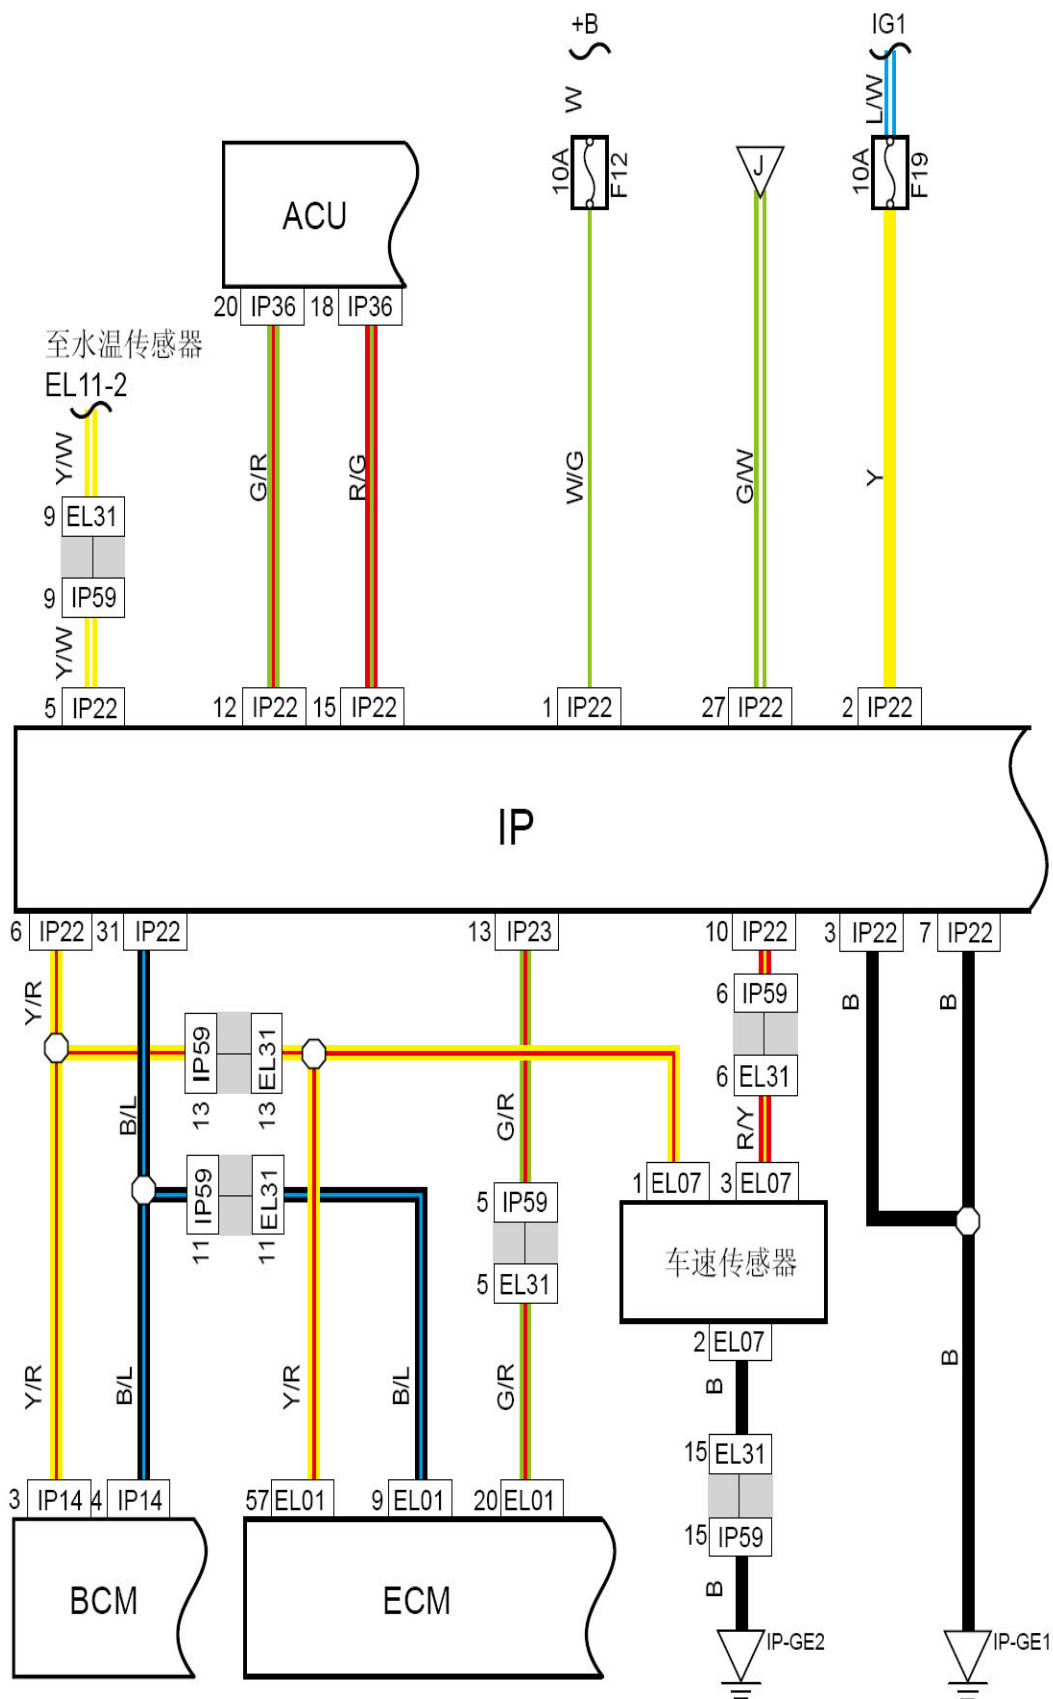 +B
IG1
W
L/W
10A
F12
J
10A
F19
ACU
20 IP36
18 IP36
至水温传感器
EL11-2
Y/W
G/R
R/G
W/G
G/W
Y
9 EL31
9 IP59
Y/W
5 IP22
12 IP22
15 IP22
1 IP22
27 IP22
2 IP22
IP
6 IP22
31 IP22
13 IP23
10 IP22
3 IP22
7 IP22
Y/R
6 IP59
B
B
IP59
EL31
13
13
6 EL31
B/L
G/R
R/Y
IP59
EL31
11
11
5 IP59
1 EL07
3 EL07
车速传感器
5 EL31
2 EL07
Y/R
B/L
Y/R
B/L
G/R
B
B
15 EL31
3 IP14
4 IP14
57 EL01
9 EL01
20 EL01
15 IP59
BCM
ECM
B
IP-GE2
IP-GE1